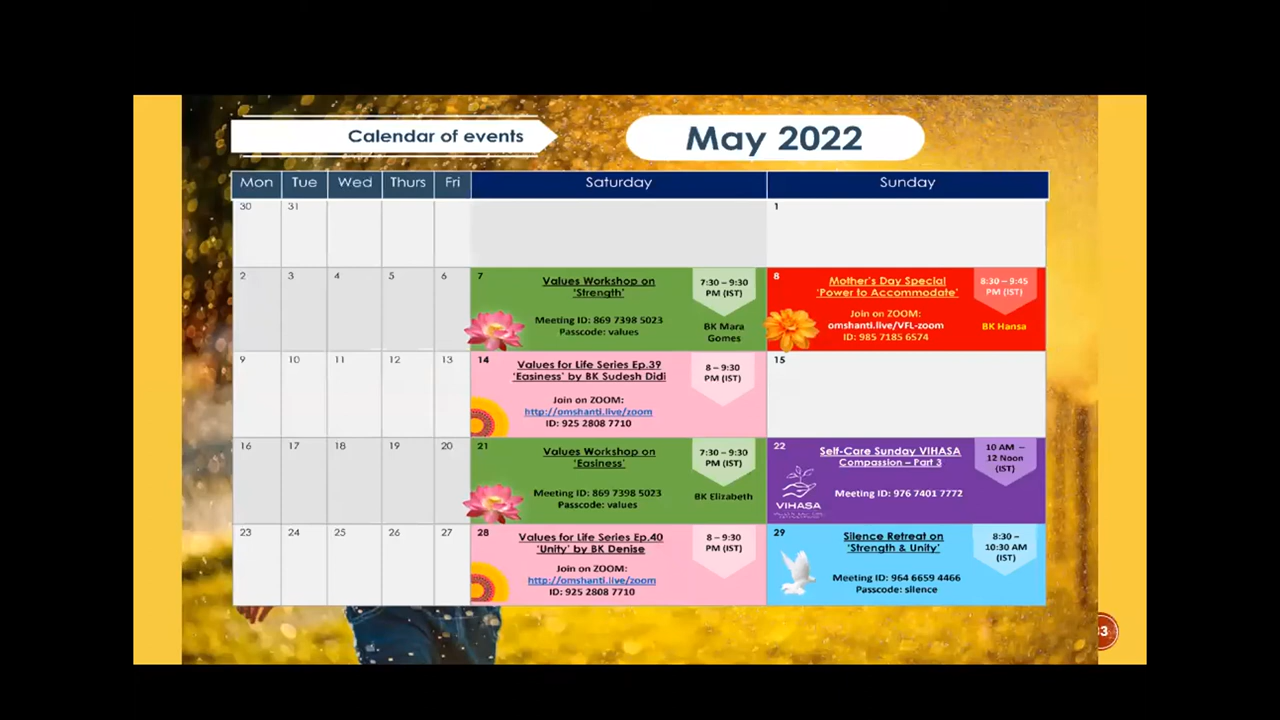 Calendar of events
May 2022
Mon Tue Wed Thurs Fri Saturday Sunday
30 31 1
2 3 4 5 6
7
Values Workshop on
‘Strength’
7:30 – 9:30
PM (IST)
Meeting ID: 869 7398 5023
Passcode: values
BK Mara
Gomes
8
Mother's Day Special
‘Power to Accommodate’
8:30 – 9:45
PM (IST)
Join on ZOOM:
omshanti.live/VFL-zoom
ID: 985 7185 6574
BK Hansa
9 10 11 12 13
14
Values for Life Series Ep.39
‘Easiness’ by BK Sudesh Didi
8 – 9:30
PM (IST)
Join on ZOOM:
http://omshanti.live/zoom
ID: 925 2808 7710
15
16 17 18 19 20
21
Values Workshop on
‘Easiness’
7:30 – 9:30
PM (IST)
Meeting ID: 869 7398 5023
Passcode: values
BK Elizabeth
22
Self-Care Sunday VIHASA
Compassion – Part 3
10 AM –
12 Noon
(IST)
Meeting ID: 976 7401 7772
VIHASA
23 24 25 26 27
28
Values for Life Series Ep.40
‘Unity’ by BK Denise
8 – 9:30
PM (IST)
Join on ZOOM:
http://omshanti.live/zoom
ID: 925 2808 7710
29
Silence Retreat on
‘Strength & Unity’
8:30 –
10:30 AM
(IST)
Meeting ID: 964 6659 4466
Passcode: silence